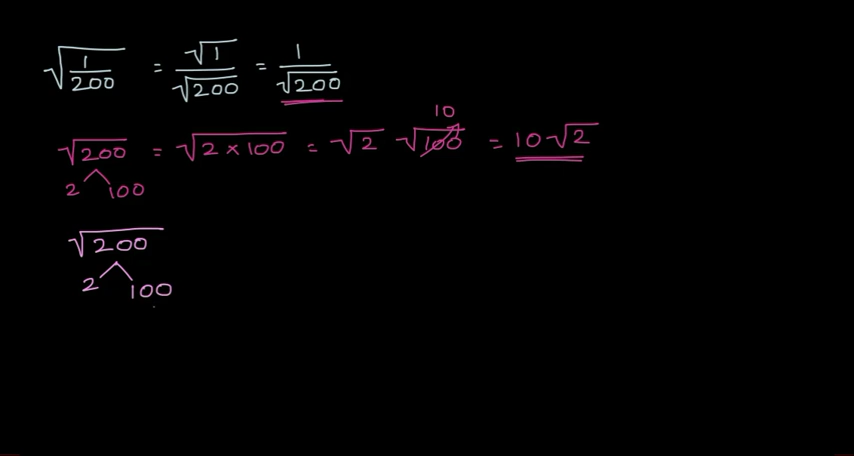 √(1/200) = √1/√200 = 1/√200
10
√200 = √(2 × 100) = √2 √100 = 10√2
2 100
√200
2 100